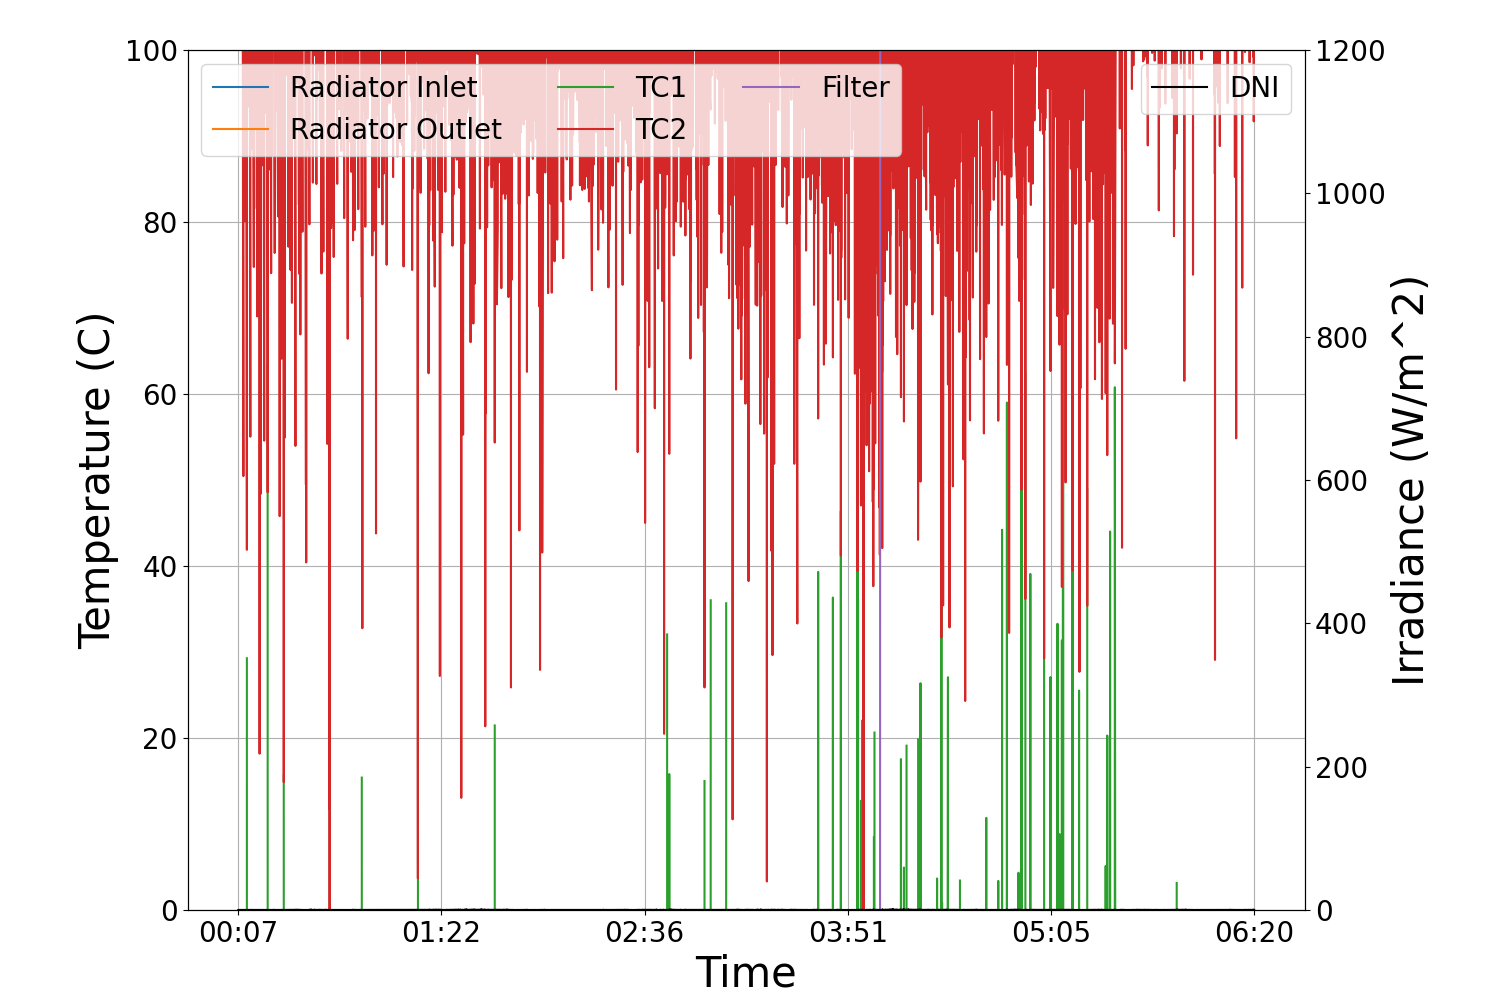 100
80
60
40
20
0
Temperature (C)
Radiator Inlet
Radiator Outlet
TC1
TC2
Filter
DNI
1200
1000
800
600
400
200
0
Irradiance (W/m^2)
00:07 01:22 02:36 03:51 05:05 06:20
Time